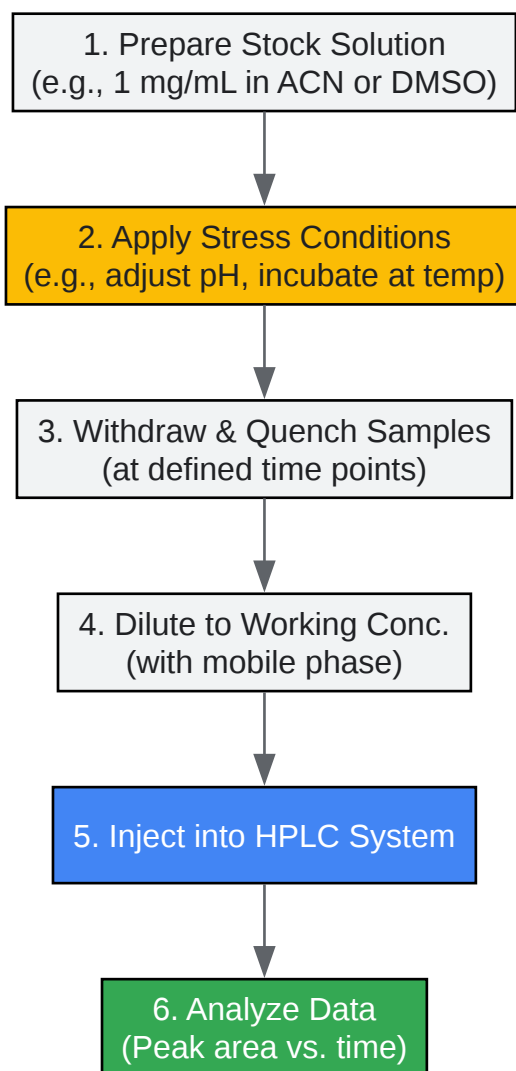 1. Prepare Stock Solution
(e.g., 1 mg/mL in ACN or DMSO)
2. Apply Stress Conditions
(e.g., adjust pH, incubate at temp)
3. Withdraw & Quench Samples
(at defined time points)
4. Dilute to Working Conc.
(with mobile phase)
5. Inject into HPLC System
6. Analyze Data
(Peak area vs. time)